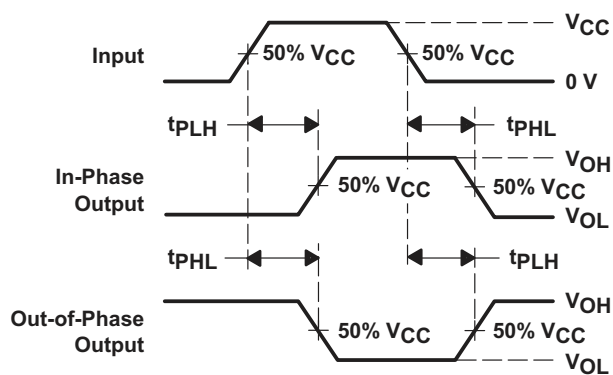 VCC
Input
50% VCC
50% VCC
0 V
tPLH
tPHL
In-Phase
Output
50% VCC
VOH
50% VCC
VOL
tPHL
tPLH
Out-of-Phase
Output
50% VCC
VOH
50% VCC
VOL